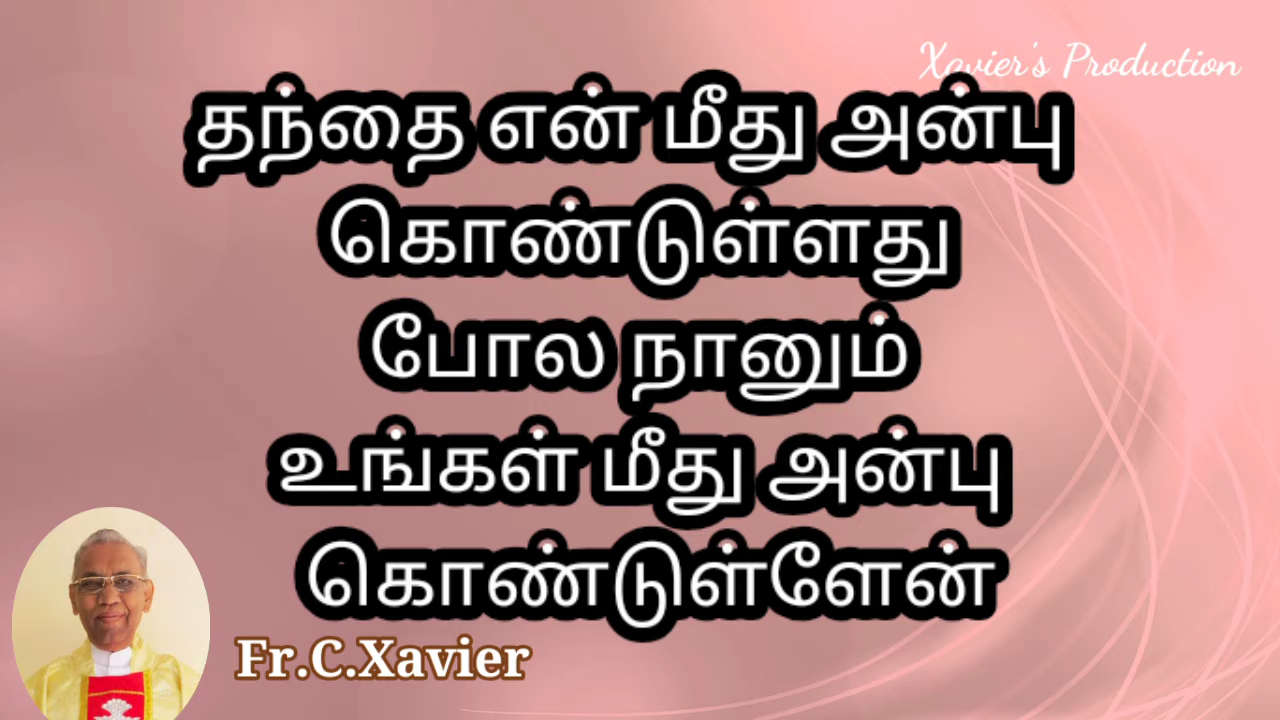 Xavier's Production
தந்தை என் மீது அன்பு
கொண்டுள்ளது
போல நானும்
உங்கள் மீது அன்பு
கொண்டுள்ளேன்
Fr.C.Xavier